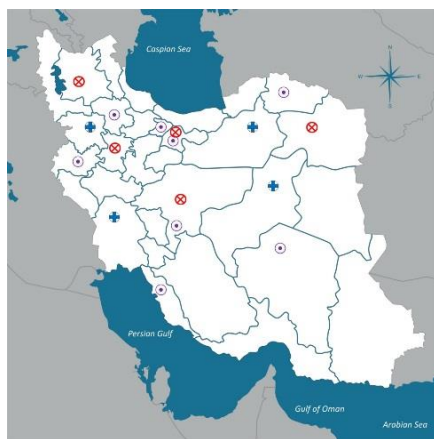 Caspian Sea
N
W
E
S
Persian Gulf
Gulf of Oman
Arabian Sea